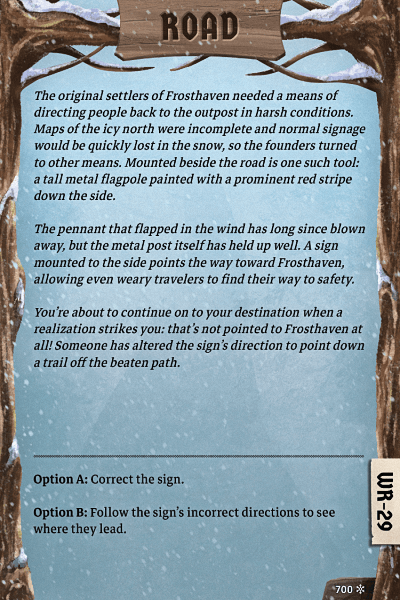 ROAD
The original settlers of Frosthaven needed a means of
directing people back to the outpost in harsh conditions.
Maps of the icy north were incomplete and normal signage
would be quickly lost in the snow, so the founders turned
to other means. Mounted beside the road is one such tool:
a tall metal flagpole painted with a prominent red stripe
down the side.
The pennant that flapped in the wind has long since blown
away, but the metal post itself has held up well. A sign
mounted to the side points the way toward Frosthaven,
allowing even weary travelers to find their way to safety.
You're about to continue on to your destination when a
realization strikes you: that's not pointed to Frosthaven at
all! Someone has altered the sign's direction to point down
a trail off the beaten path.
Option A: Correct the sign.
Option B: Follow the sign's incorrect directions to see
where they lead.
WR-29
700 ✻